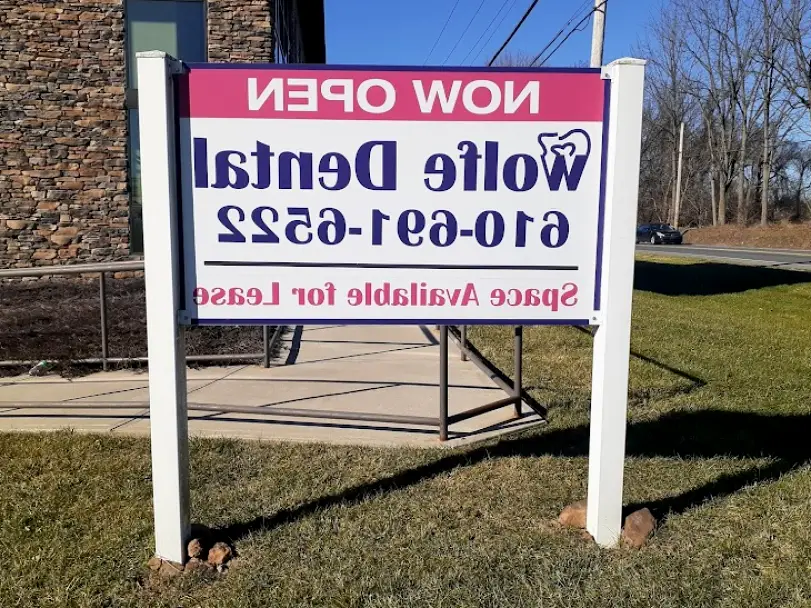 NOW OPEN
Wolfe Dental
610-691-6522
Space Available for Lease